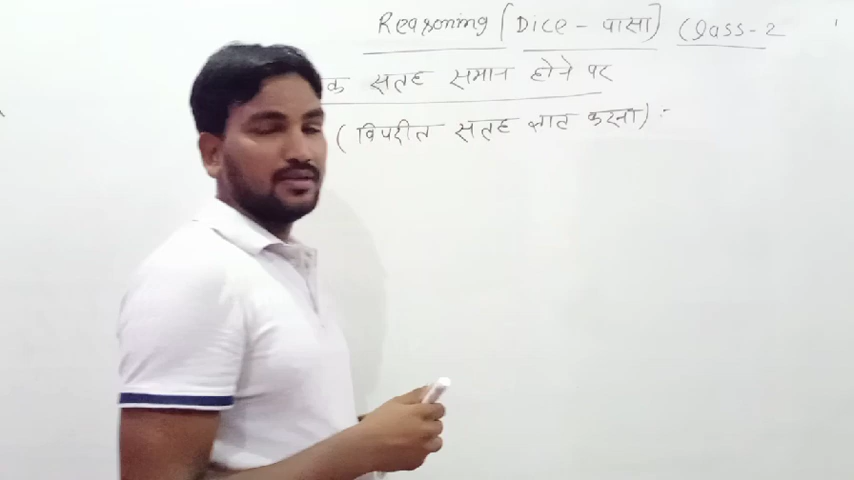 Reasoning (Dice - पासा) Class-2
क सतह समान होने पर
(विपरीत सतह ज्ञात करना) :-